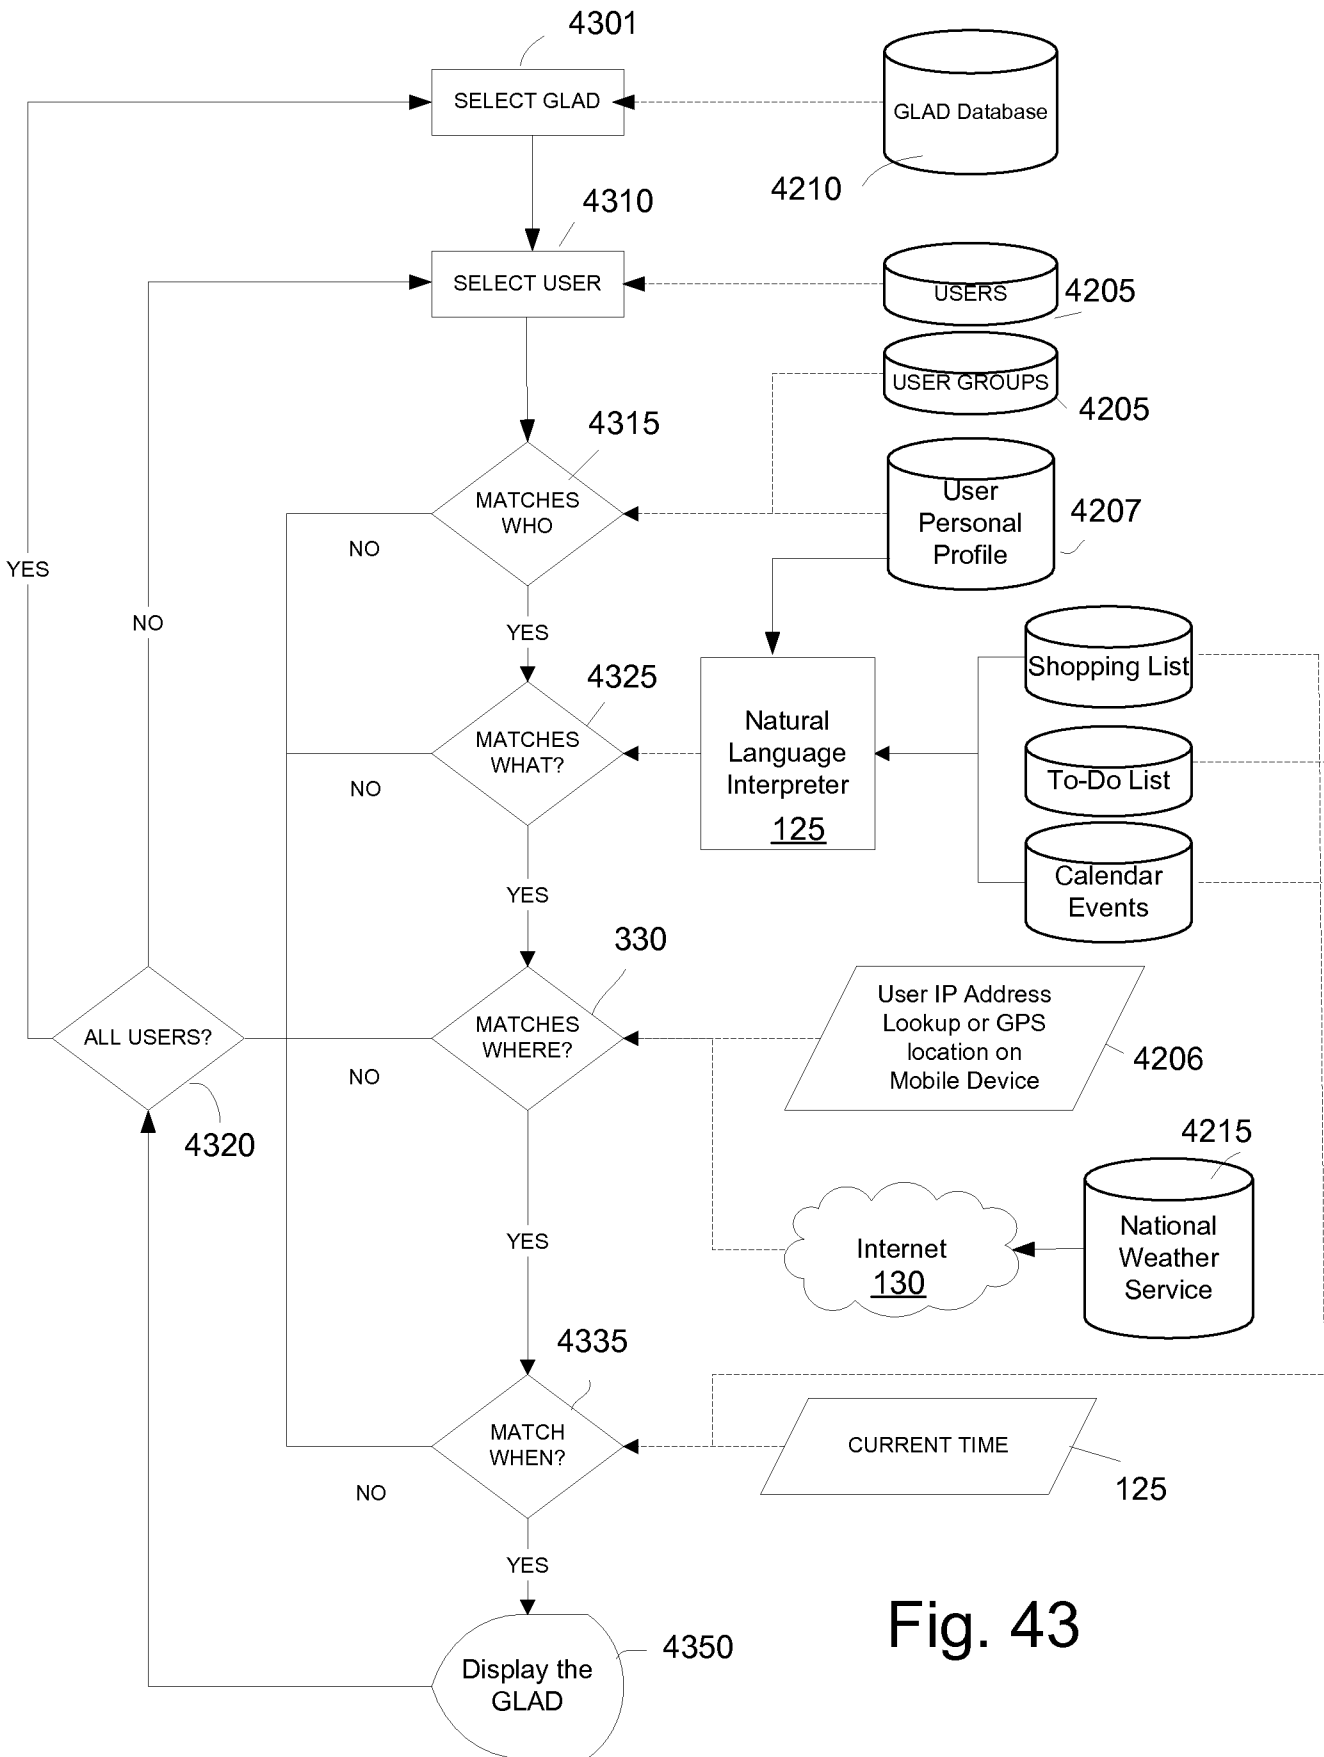 4301
SELECT GLAD
GLAD Database
4210
4310
SELECT USER
USERS
4205
USER GROUPS
4205
4315
MATCHES
WHO
NO
User
Personal
Profile
4207
YES
YES
NO
4325
MATCHES
WHAT?
NO
Natural
Language
Interpreter
125
Shopping List
To-Do List
Calendar
Events
YES
330
MATCHES
WHERE?
NO
ALL USERS?
4320
User IP Address
Lookup or GPS
location on
Mobile Device
4206
4215
National
Weather
Service
Internet
130
YES
4335
MATCH
WHEN?
NO
CURRENT TIME
125
YES
Display the
GLAD
4350
Fig. 43